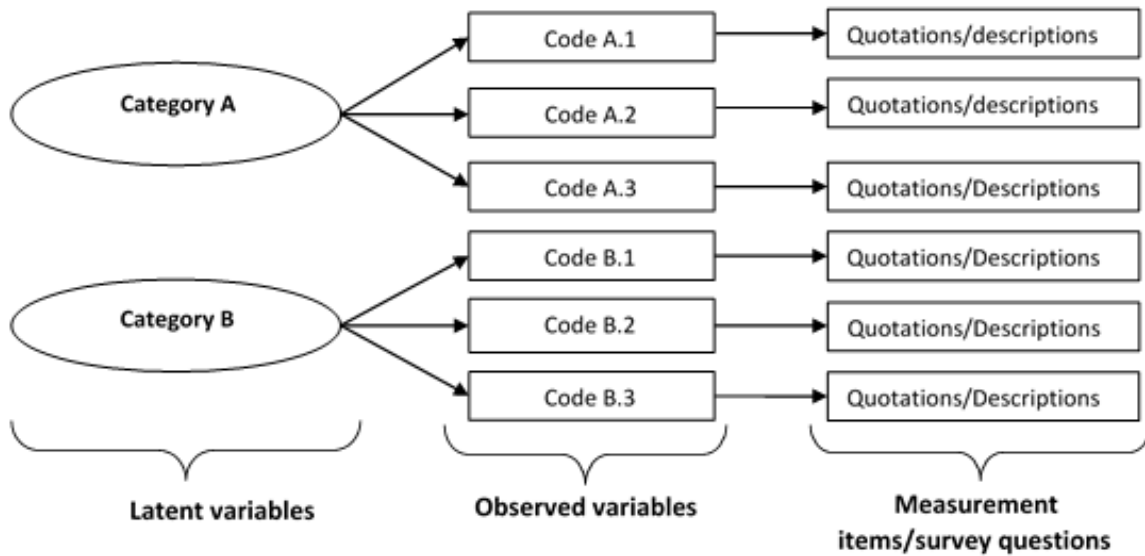 Category A
Code A.1
Quotations/descriptions
Code A.2
Quotations/descriptions
Code A.3
Quotations/Descriptions
Category B
Code B.1
Quotations/Descriptions
Code B.2
Quotations/Descriptions
Code B.3
Quotations/Descriptions
Latent variables
Observed variables
Measurement
items/survey questions